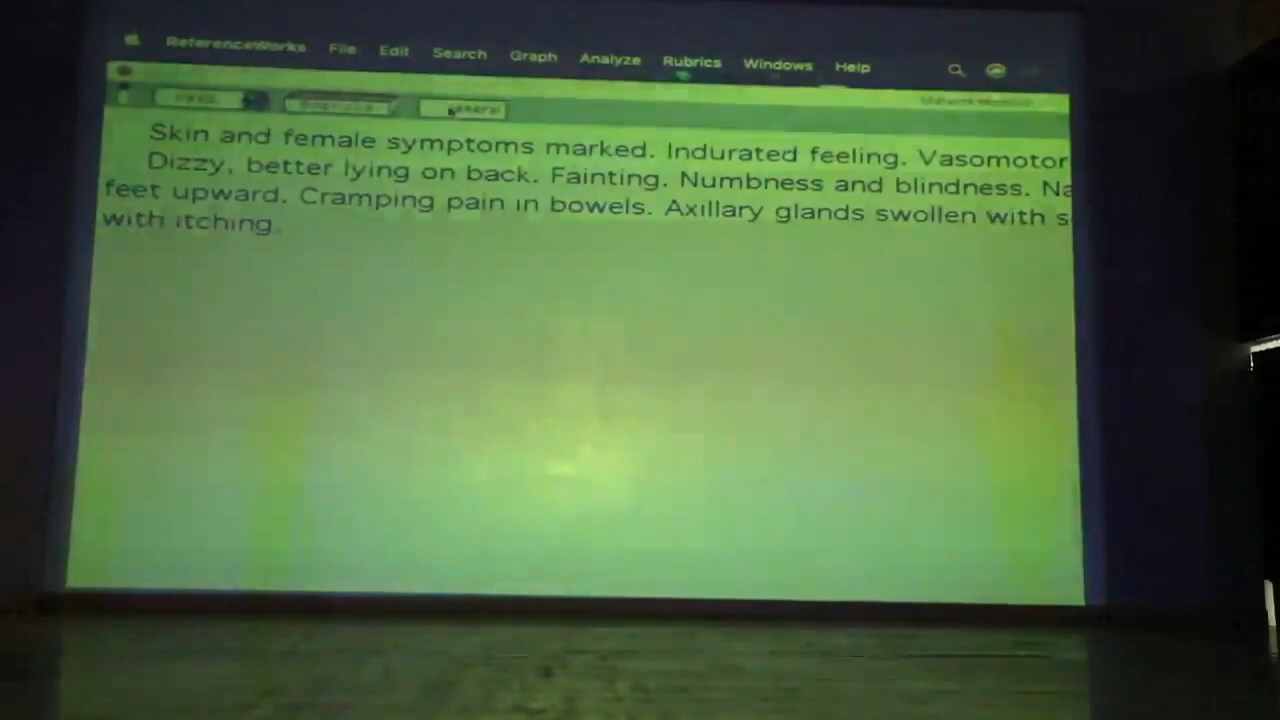 ReferenceWorks File Edit Search Graph Analyze Rubrics Windows Help
General
Skin and female symptoms marked. Indurated feeling. Vasomotor
Dizzy, better lying on back. Fainting. Numbness and blindness. Na
feet upward. Cramping pain in bowels. Axillary glands swollen with s
with itching.